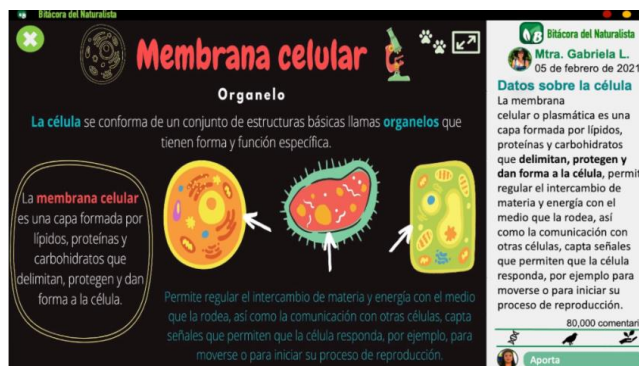 Bitácora del Naturalista
Membrana celular
Organelo
La célula se conforma de un conjunto de estructuras básicas llamas organelos que
tienen forma y función específica.
La membrana celular
es una capa formada por
lípidos, proteínas y
carbohidratos que
delimitan, protegen y dan
forma a la célula.
Permite regular el intercambio de materia y energía con el medio
que la rodea, así como la comunicación con otras células, capta
señales que permiten que la célula responda, por ejemplo, para
moverse o para iniciar su proceso de reproducción.
Bitácora del Naturalista
Mtra. Gabriela L.
05 de febrero de 2021
Datos sobre la célula
La membrana
celular o plasmática es una
capa formada por lípidos,
proteínas y carbohidratos
que delimitan, protegen y
dan forma a la célula, permit
regular el intercambio de
materia y energía con el
medio que la rodea, así
como la comunicación con
otras células, capta señales
que permiten que la célula
responda, por ejemplo para
moverse o para iniciar su
proceso de reproducción.
80,000 comentari
Aporta